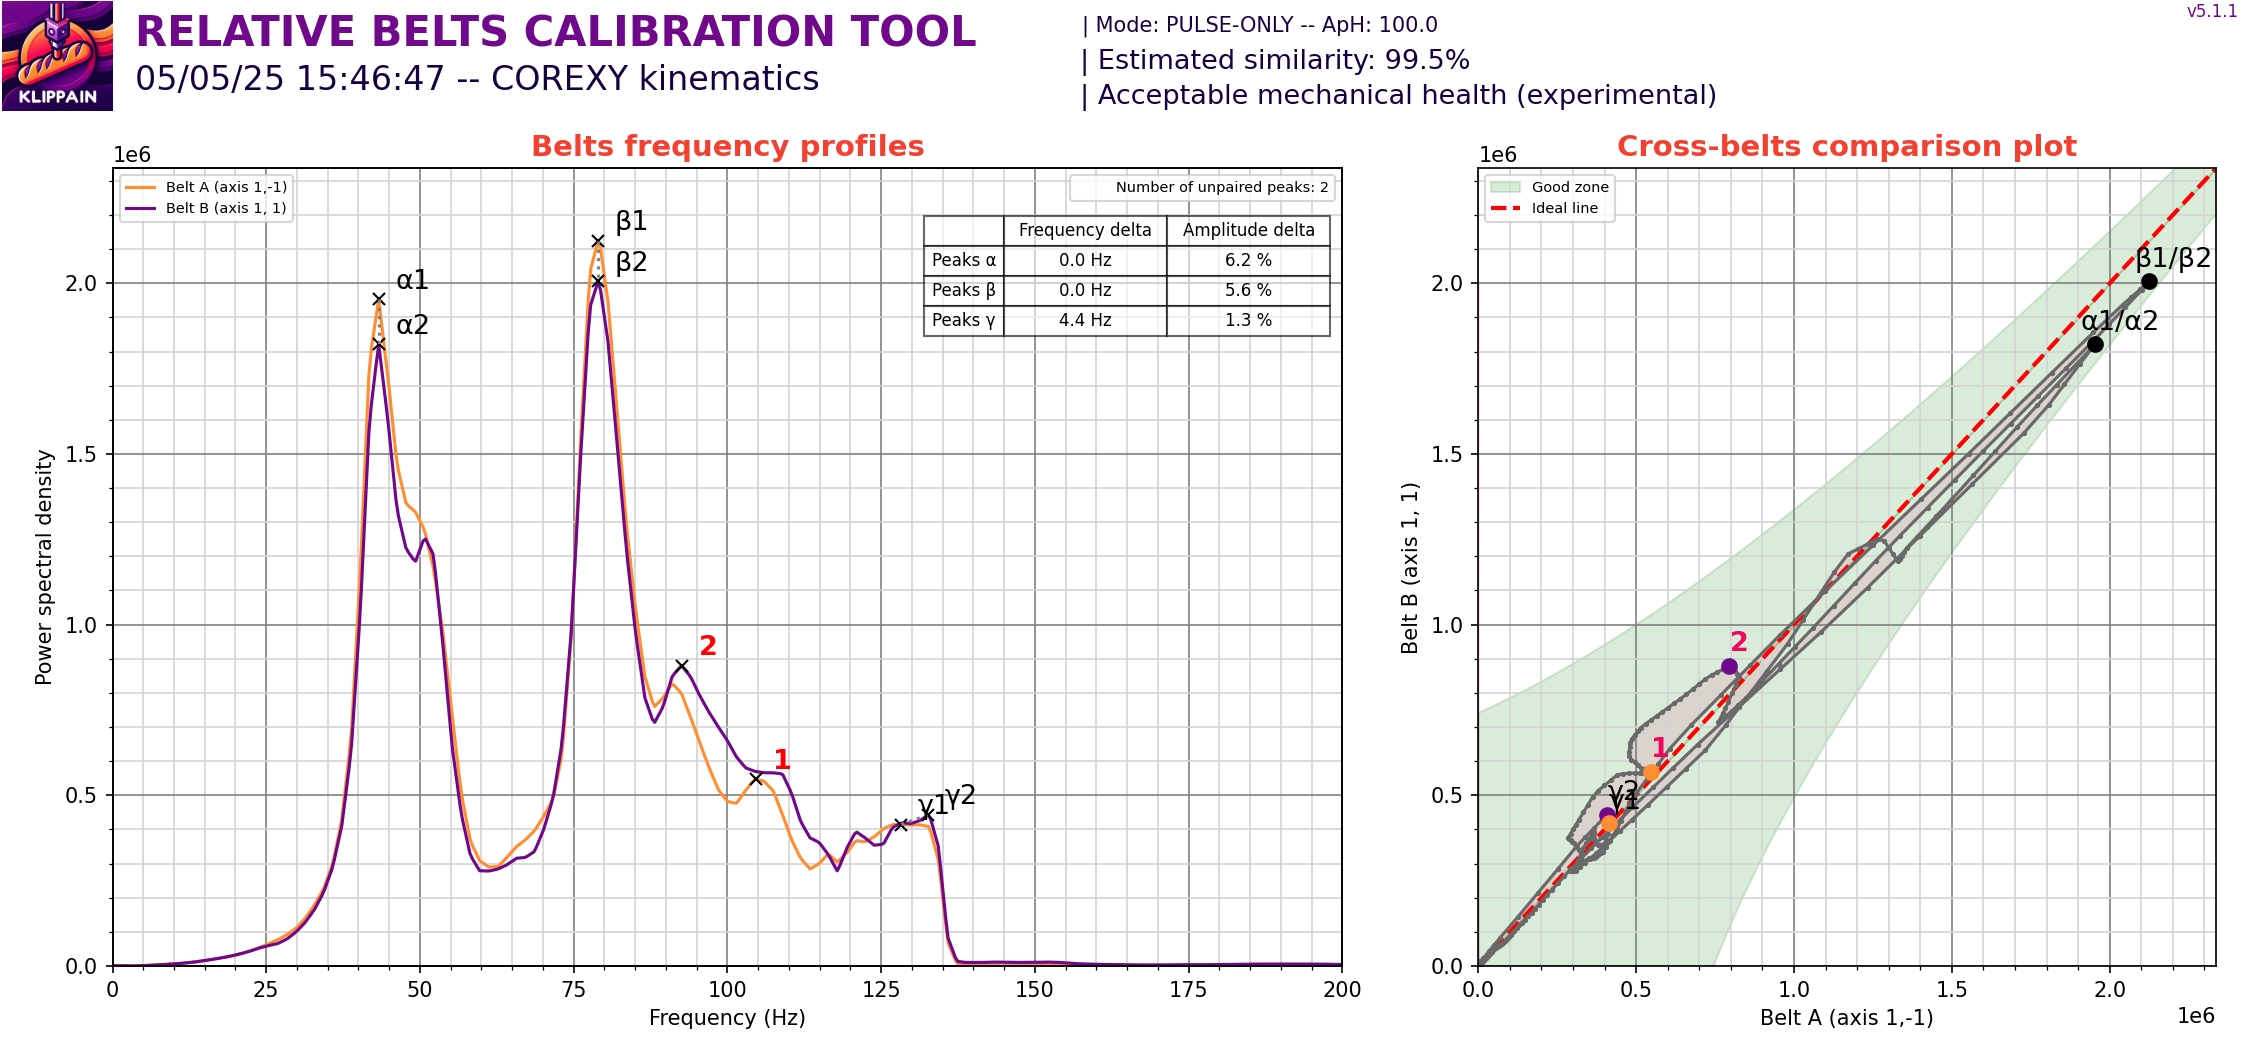 KLIPPAIN
RELATIVE BELTS CALIBRATION TOOL
05/05/25 15:46:47 -- COREXY kinematics
| Mode: PULSE-ONLY -- ApH: 100.0
| Estimated similarity: 99.5%
| Acceptable mechanical health (experimental)
v5.1.1
Belts frequency profiles
1e6
Belt A (axis 1,-1)
Belt B (axis 1, 1)
Number of unpaired peaks: 2
Frequency delta Amplitude delta
Peaks α 0.0 Hz 6.2 %
Peaks β 0.0 Hz 5.6 %
Peaks γ 4.4 Hz 1.3 %
α1
α2
β1
β2
2
1
γ1
γ2
Power spectral density
2.0
1.5
1.0
0.5
0.0
0 25 50 75 100 125 150 175 200
Frequency (Hz)
Cross-belts comparison plot
1e6
Good zone
Ideal line
β1/β2
α1/α2
2
1
γ2
γ1
Belt B (axis 1, 1)
2.0
1.5
1.0
0.5
0.0
0.0 0.5 1.0 1.5 2.0
Belt A (axis 1,-1)
1e6